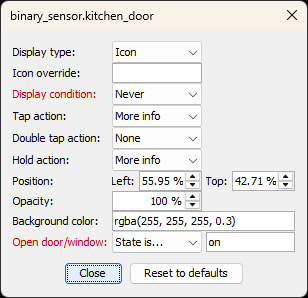 binary_sensor.kitchen_door
Display type: Icon
Icon override:
Display condition: Never
Tap action: More info
Double tap action: None
Hold action: More info
Position: Left: 55.95 % Top: 42.71 %
Opacity: 100 %
Background color: rgba(255, 255, 255, 0.3)
Open door/window: State is... on
Close Reset to defaults